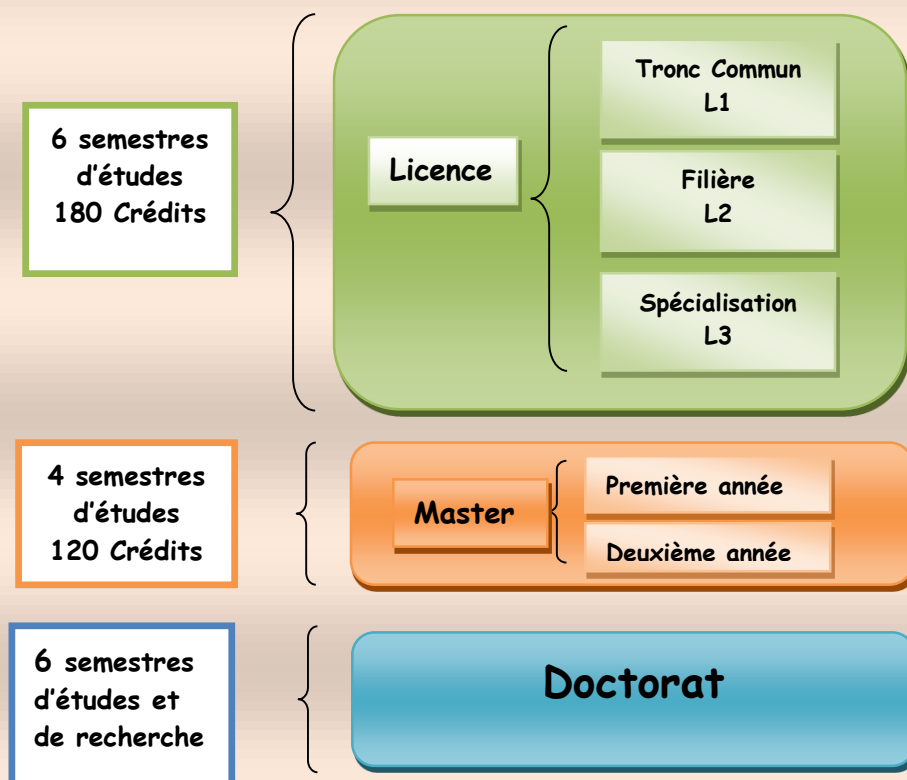 6 semestres
d'études
180 Crédits
Licence
Tronc Commun
L1
Filière
L2
Spécialisation
L3
4 semestres
d'études
120 Crédits
Master
Première année
Deuxième année
6 semestres
d'études et
de recherche
Doctorat